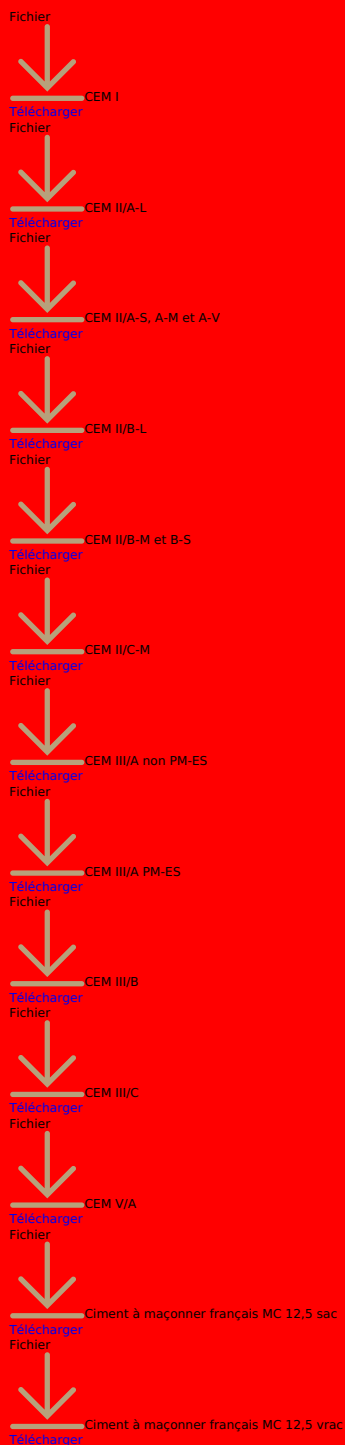 Fichier
CEM I
Télécharger
Fichier
CEM II/A-L
Télécharger
Fichier
CEM II/A-S, A-M et A-V
Télécharger
Fichier
CEM II/B-L
Télécharger
Fichier
CEM II/B-M et B-S
Télécharger
Fichier
CEM II/C-M
Télécharger
Fichier
CEM III/A non PM-ES
Télécharger
Fichier
CEM III/A PM-ES
Télécharger
Fichier
CEM III/B
Télécharger
Fichier
CEM III/C
Télécharger
Fichier
CEM V/A
Télécharger
Fichier
Ciment à maçonner français MC 12,5 sac
Télécharger
Fichier
Ciment à maçonner français MC 12,5 vrac
Télécharger